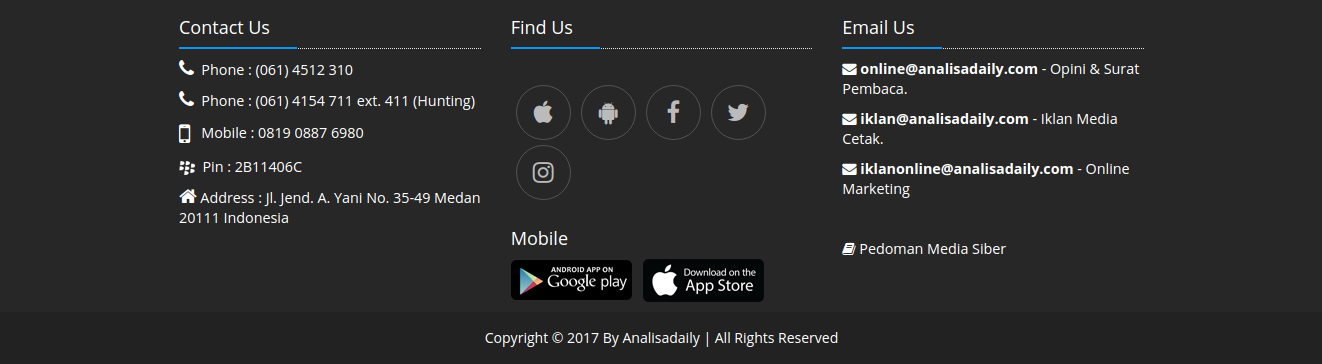 Contact Us
Phone : (061) 4512 310
Phone : (061) 4154 711 ext. 411 (Hunting)
Mobile : 0819 0887 6980
Pin : 2B11406C
Address : Jl. Jend. A. Yani No. 35-49 Medan
20111 Indonesia
Find Us
Mobile
ANDROID APP ON
Google play
Download on the
App Store
Email Us
online@analisadaily.com - Opini & Surat
Pembaca.
iklan@analisadaily.com - Iklan Media
Cetak.
iklanonline@analisadaily.com - Online
Marketing
Pedoman Media Siber
Copyright © 2017 By Analisadaily | All Rights Reserved